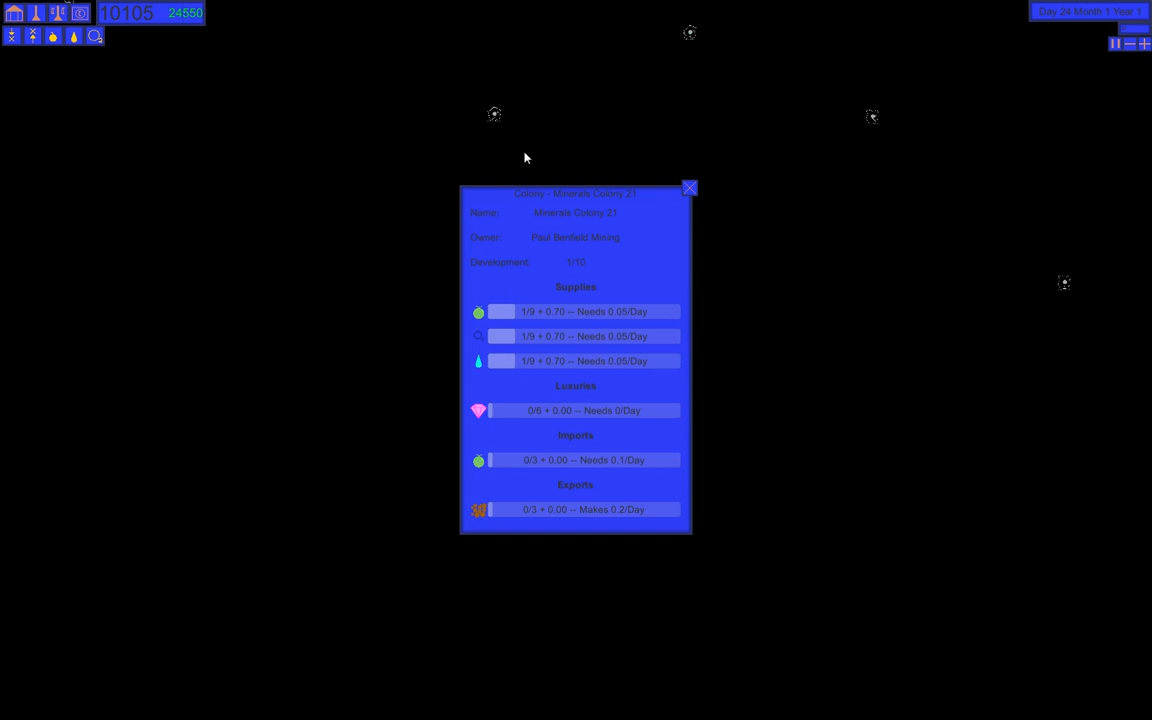 10105 24550
Day 24 Month 1 Year 1
Colony - Minerals Colony 21
Name: Minerals Colony 21
Owner: Paul Benfield Mining
Development: 1/10
Supplies
1/9 + 0.70 -- Needs 0.05/Day
1/9 + 0.70 -- Needs 0.05/Day
1/9 + 0.70 -- Needs 0.05/Day
Luxuries
0/6 + 0.00 -- Needs 0/Day
Imports
0/3 + 0.00 -- Needs 0.1/Day
Exports
0/3 + 0.00 -- Makes 0.2/Day